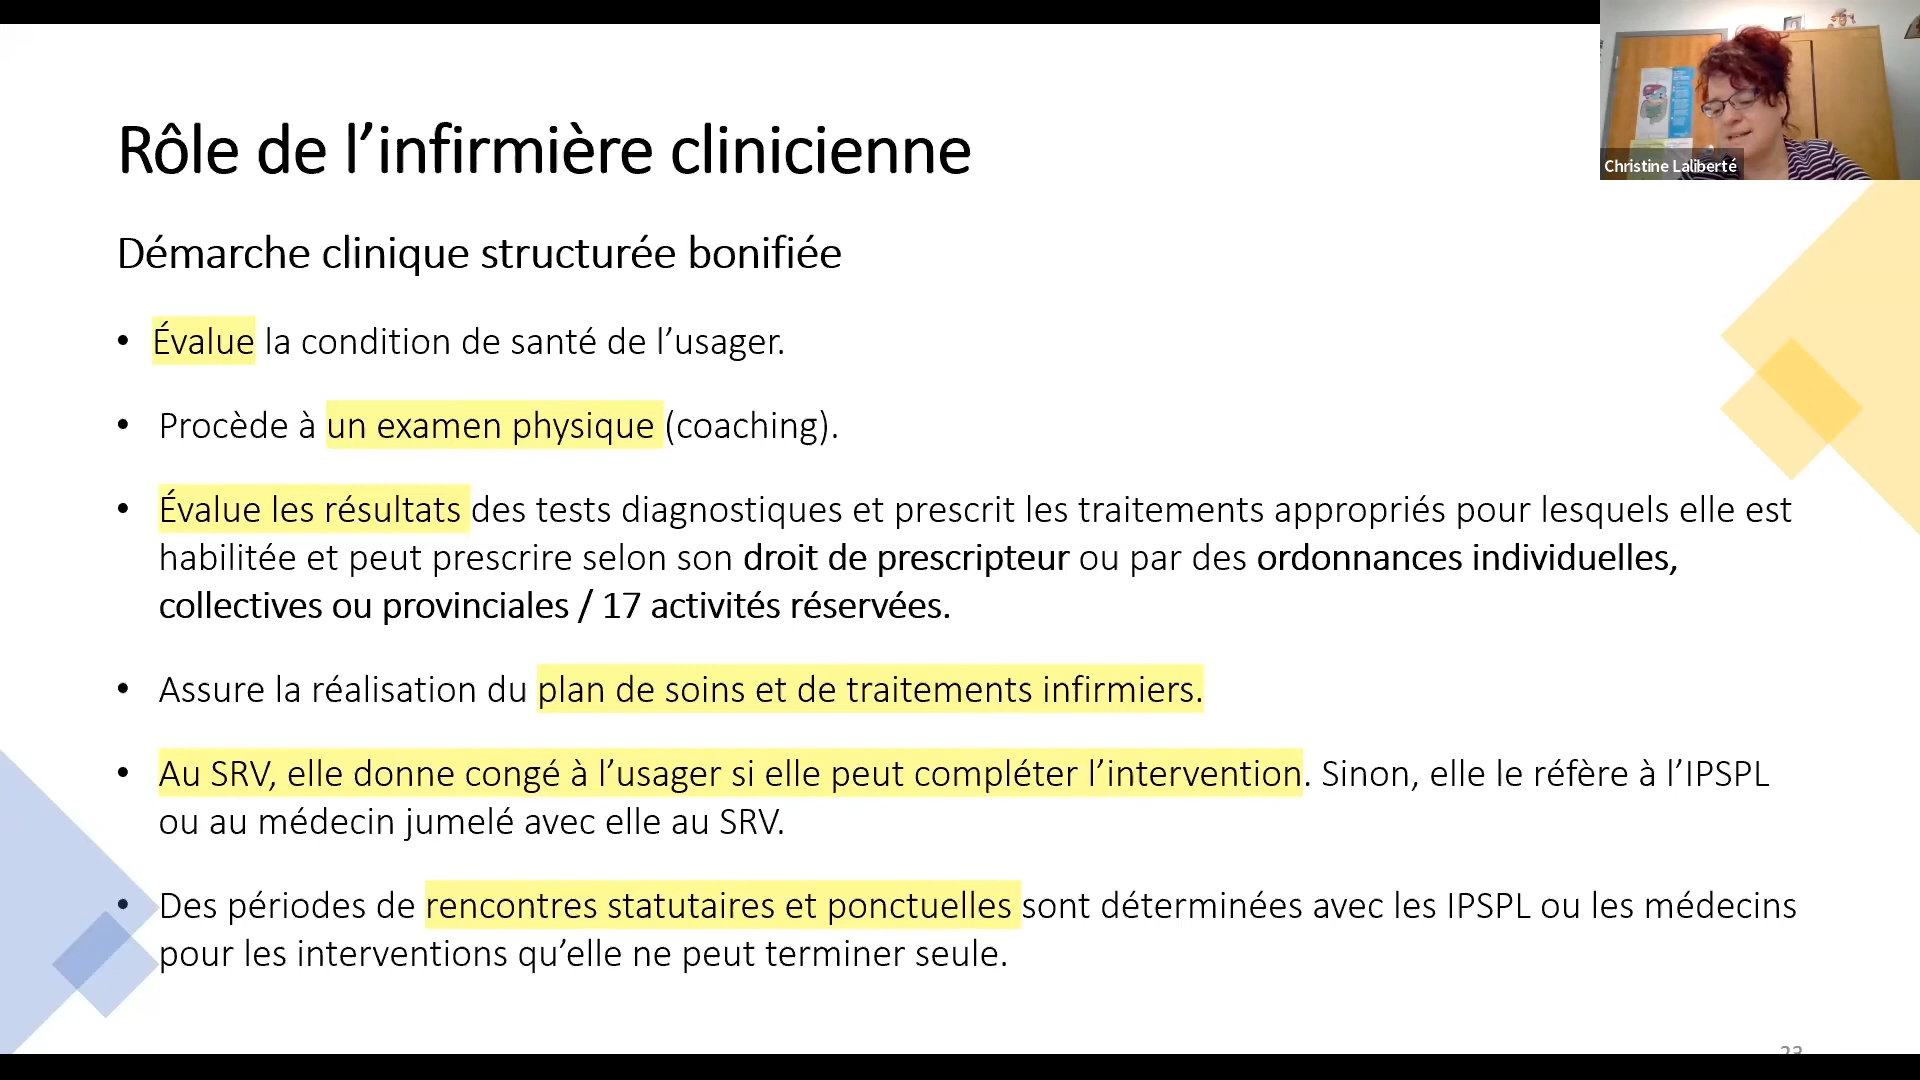 Christine Laliberté
Rôle de l’infirmière clinicienne
Démarche clinique structurée bonifiée
• Évalue la condition de santé de l’usager.
• Procède à un examen physique (coaching).
• Évalue les résultats des tests diagnostiques et prescrit les traitements appropriés pour lesquels elle est
habilitée et peut prescrire selon son droit de prescripteur ou par des ordonnances individuelles,
collectives ou provinciales / 17 activités réservées.
• Assure la réalisation du plan de soins et de traitements infirmiers.
• Au SRV, elle donne congé à l’usager si elle peut compléter l’intervention. Sinon, elle le réfère à l’IPSPL
ou au médecin jumelé avec elle au SRV.
• Des périodes de rencontres statutaires et ponctuelles sont déterminées avec les IPSPL ou les médecins
pour les interventions qu’elle ne peut terminer seule.